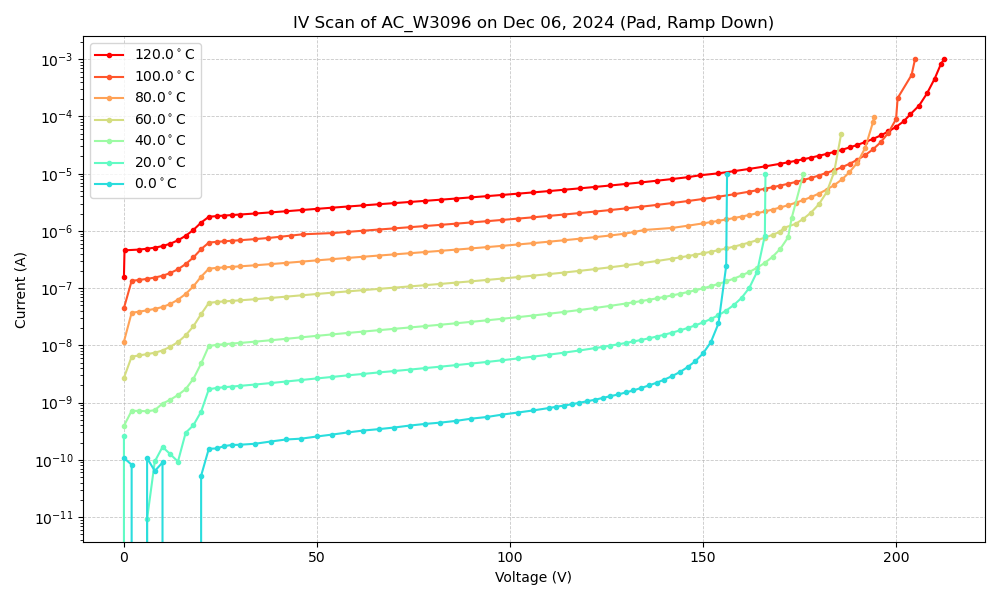 IV Scan of AC_W3096 on Dec 06, 2024 (Pad, Ramp Down)
120.0°C
100.0°C
80.0°C
60.0°C
40.0°C
20.0°C
0.0°C
10⁻³
10⁻⁴
10⁻⁵
10⁻⁶
10⁻⁷
10⁻⁸
10⁻⁹
10⁻¹⁰
10⁻¹¹
Current (A)
0 50 100 150 200
Voltage (V)